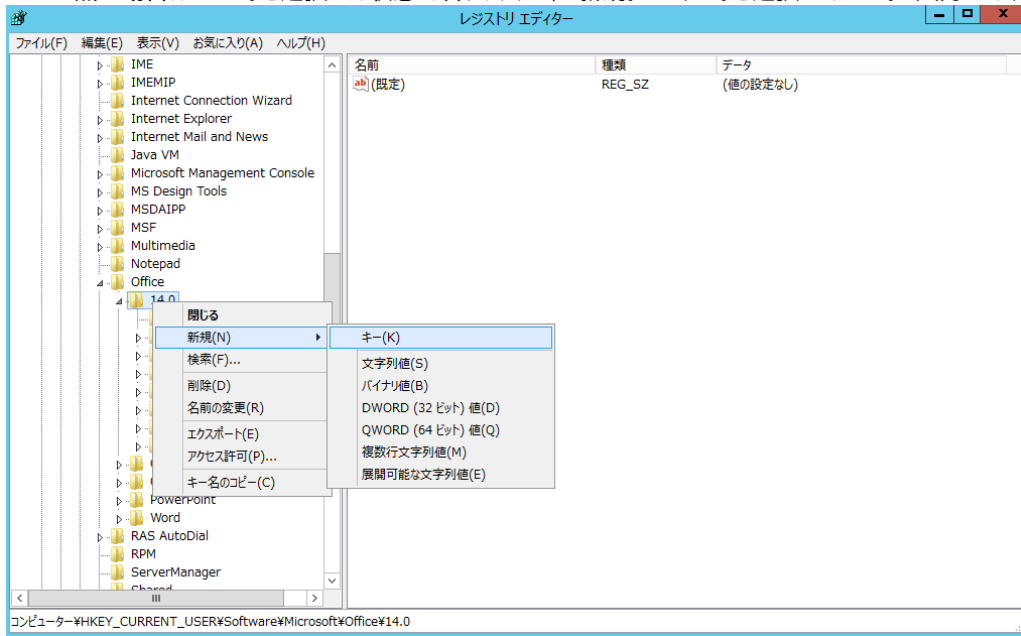 レジストリ エディター
ファイル(F) 編集(E) 表示(V) お気に入り(A) ヘルプ(H)
IME
IMEMIP
Internet Connection Wizard
Internet Explorer
Internet Mail and News
Java VM
Microsoft Management Console
MS Design Tools
MSDAIPP
MSF
Multimedia
Notepad
Office
14.0
PowerPoint
Word
RAS AutoDial
RPM
ServerManager
Shared
名前 種類 データ
(既定) REG_SZ (値の設定なし)
閉じる
新規(N)
検索(F)...
削除(D)
名前の変更(R)
エクスポート(E)
アクセス許可(P)...
キー名のコピー(C)
キー(K)
文字列値(S)
バイナリ値(B)
DWORD (32 ビット) 値(D)
QWORD (64 ビット) 値(Q)
複数行文字列値(M)
展開可能な文字列値(E)
コンピューター¥HKEY_CURRENT_USER¥Software¥Microsoft¥Office¥14.0